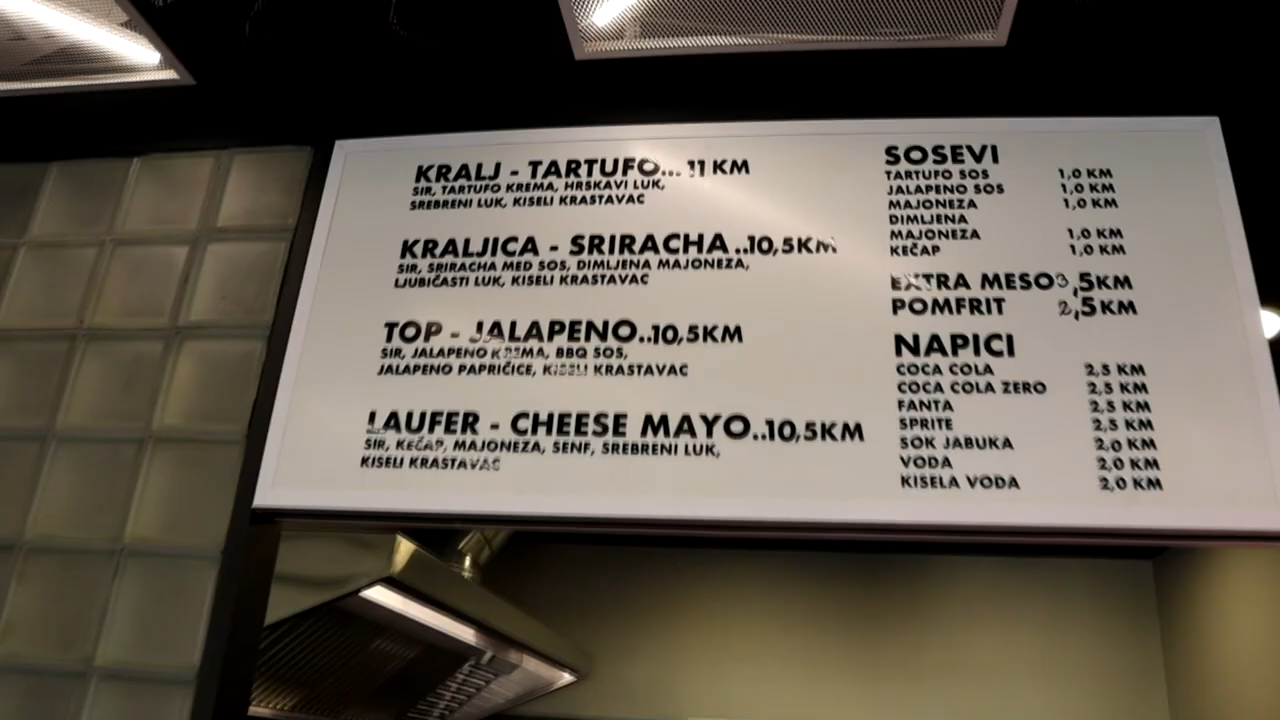 KRALJ - TARTUFO... 11 KM
SIR, TARTUFO KREMA, HRSKAVI LUK,
SREBRENI LUK, KISELI KRASTAVAC
KRALJICA - SRIRACHA ..10,5KM
SIR, SRIRACHA MED SOS, DIMLJENA MAJONEZA,
LJUBIČASTI LUK, KISELI KRASTAVAC
TOP - JALAPENO..10,5KM
SIR, JALAPENO KREMA, BBQ SOS,
JALAPENO PAPRIČICE, KISELI KRASTAVAC
LAUFER - CHEESE MAYO..10,5KM
SIR, KEČAP, MAJONEZA, SENF, SREBRENI LUK,
KISELI KRASTAVAC
SOSEVI
TARTUFO SOS 1,0 KM
JALAPENO SOS 1,0 KM
MAJONEZA 1,0 KM
DIMLJENA
MAJONEZA 1,0 KM
KEČAP 1,0 KM
EXTRA MESO3,5KM
POMFRIT 2,5KM
NAPICI
COCA COLA 2,5 KM
COCA COLA ZERO 2,5 KM
FANTA 2,5 KM
SPRITE 2,5 KM
SOK JABUKA 2,0 KM
VODA 2,0 KM
KISELA VODA 2,0 KM